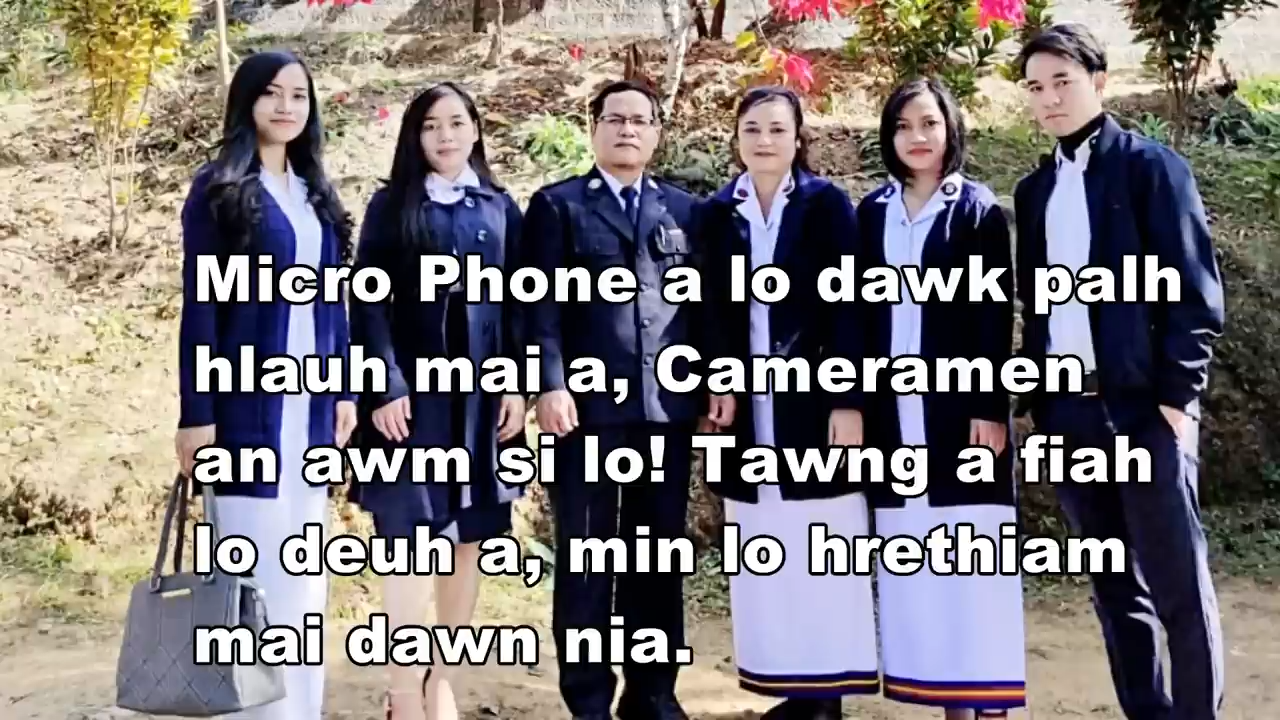 Micro Phone a lo dawk palh
hlauh mai a, Cameramen
an awm si lo! Tawng a fiah
lo deuh a, min lo hrethiam
mai dawn nia.